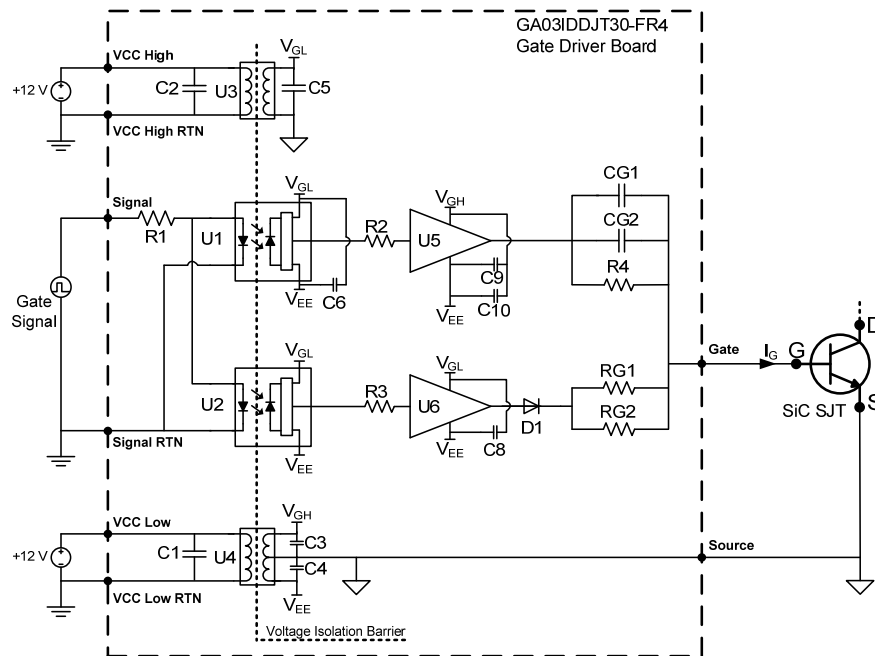 GA03IDDJT30-FR4
Gate Driver Board
VCC High
VGL
+12 V
C2
U3
C5
VCC High RTN
Signal
R1
U1
VGL
VEE
C6
R2
VGH
U5
C9
C10
VEE
CG1
CG2
R4
Gate
Signal
Gate
IG
G
D
S
SiC SJT
VGL
U2
VEE
R3
VGL
U6
VEE
C8
D1
RG1
RG2
Signal RTN
VCC Low
VGH
+12 V
C1
U4
C3
C4
VEE
Source
VCC Low RTN
Voltage Isolation Barrier